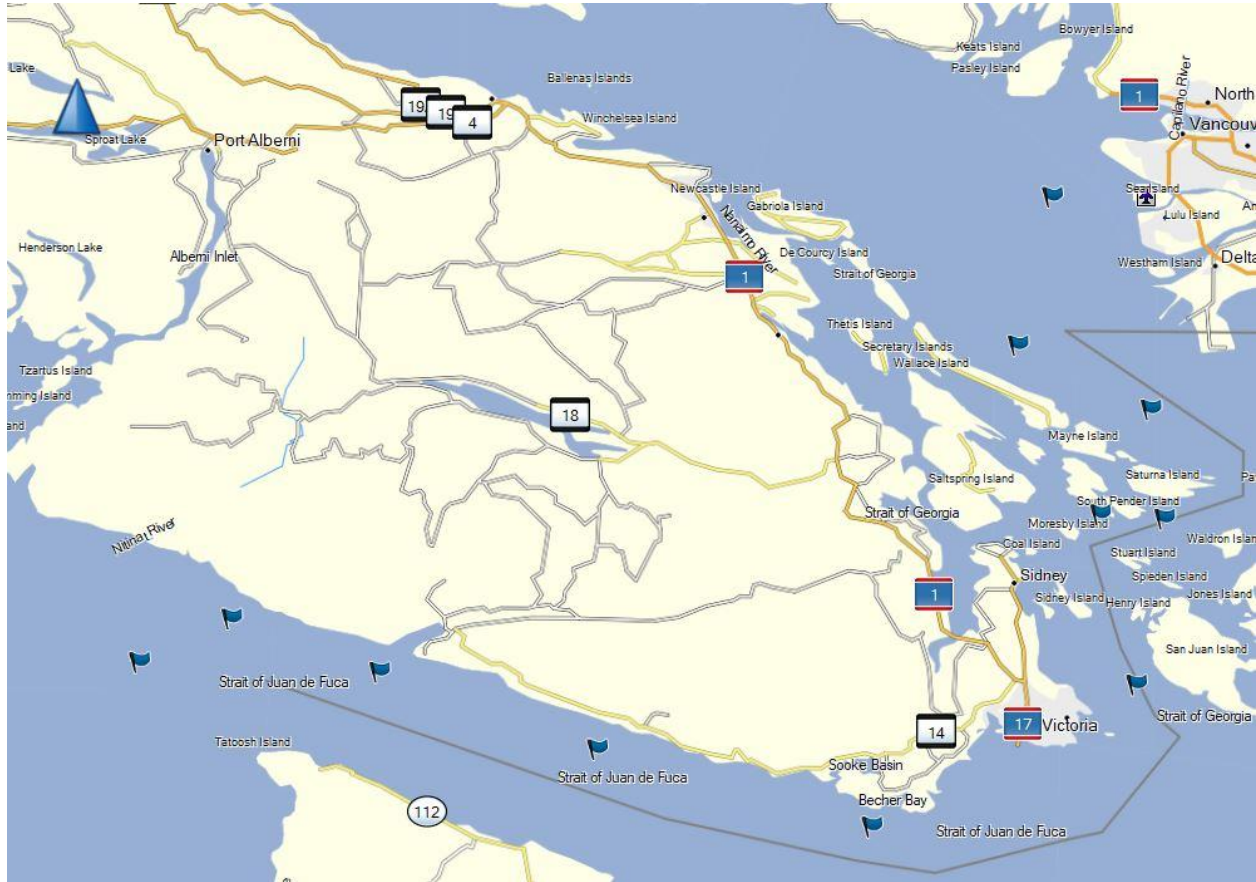 Bowyer Island
Keats Island
Pasley Island
Lake
Ballenas Islands
1
North
19
19
4
Winchelsea Island
Capilano River
Vancouv
Sproat Lake
Port Alberni
Newcastle Island
Gabriola Island
Sea Island
Lulu Island
An
Nanaimo River
Henderson Lake
Alberni Inlet
De Courcy Island
Strait of Georgia
Westham Island
Delta
1
Thetis Island
Secretary Islands
Wallace Island
Tzartus Island
mming Island
and
18
Mayne Island
Saltspring Island
Saturna Island
Pa
South Pender Island
Strait of Georgia
Moresby Island
Nitinat River
Coal Island
Stuart Island
Waldron Islan
Sidney
Spieden Island
1
Sidney Island
Henry Island
Jones Island
San Juan Island
Strait of Juan de Fuca
Strait of Georgia
17
Victoria
14
Tatoosh Island
Sooke Basin
Strait of Juan de Fuca
Becher Bay
112
Strait of Juan de Fuca